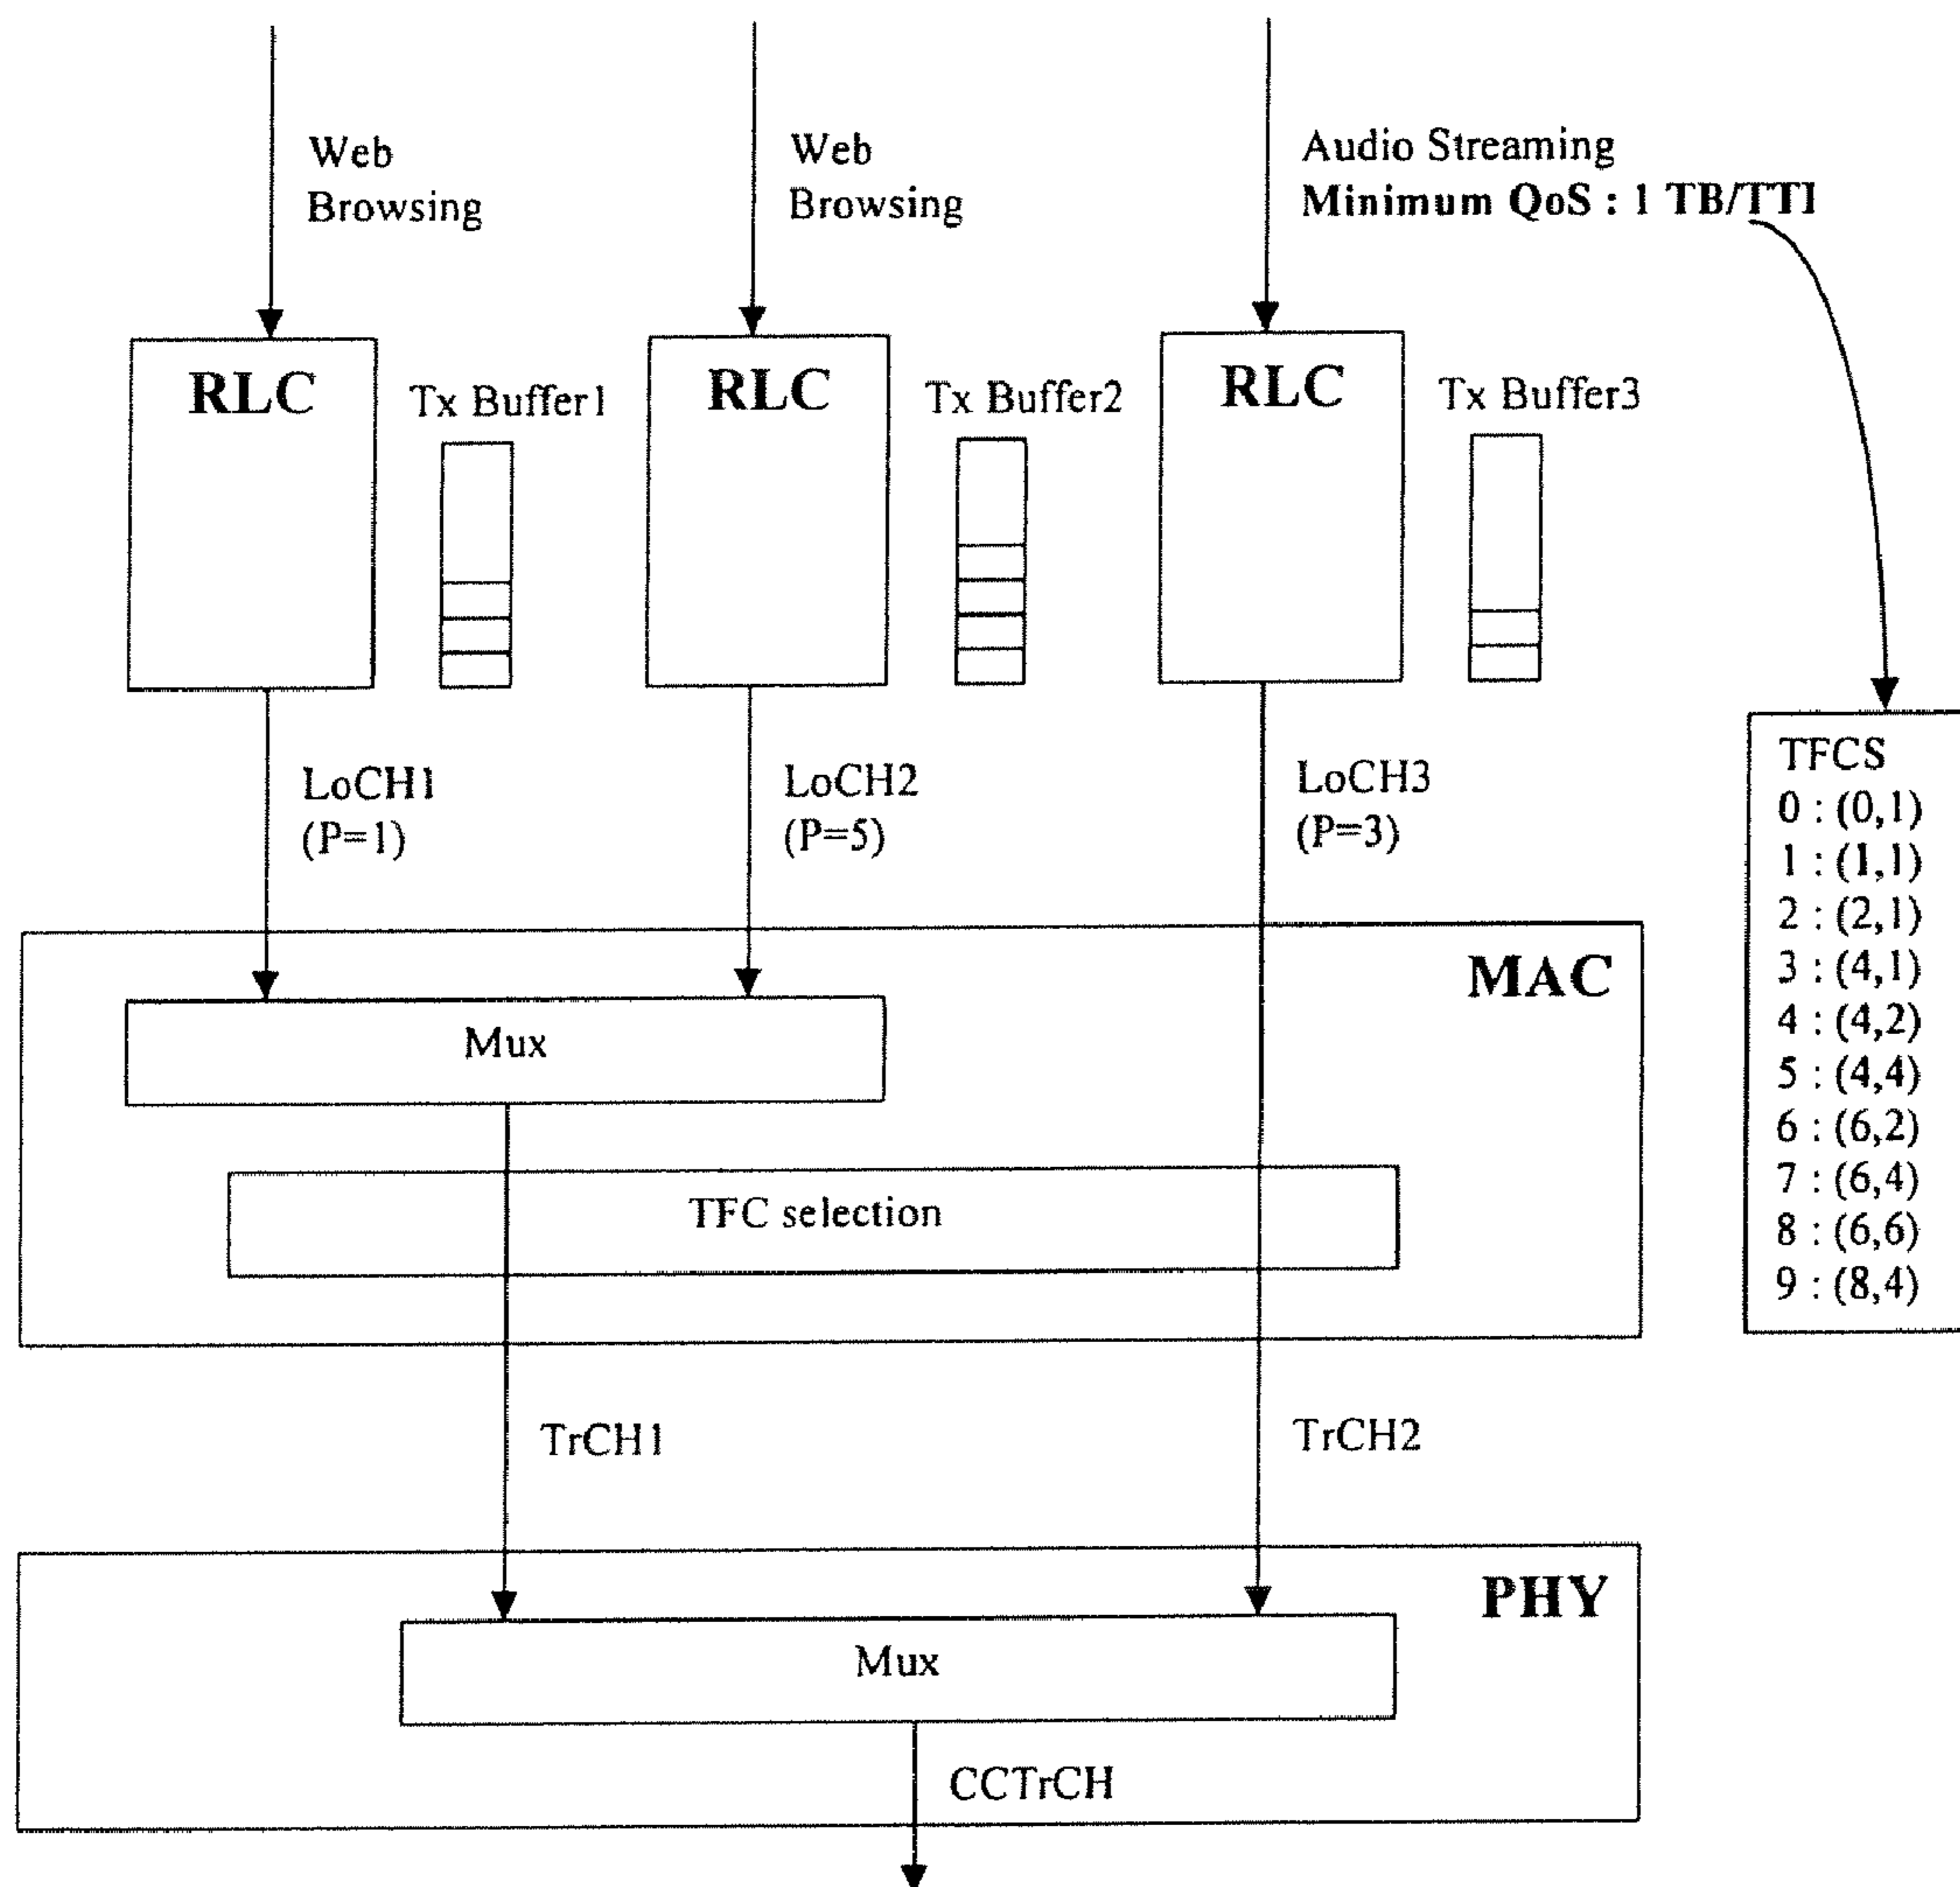 Web
Browsing
Web
Browsing
Audio Streaming
Minimum QoS : 1 TB/TTI
RLC
Tx Buffer1
RLC
Tx Buffer2
RLC
Tx Buffer3
LoCH1
(P=1)
LoCH2
(P=5)
LoCH3
(P=3)
TFCS
0 : (0,1)
1 : (1,1)
2 : (2,1)
3 : (4,1)
4 : (4,2)
5 : (4,4)
6 : (6,2)
7 : (6,4)
8 : (6,6)
9 : (8,4)
MAC
Mux
TFC selection
TrCH1
TrCH2
PHY
Mux
CCTrCH